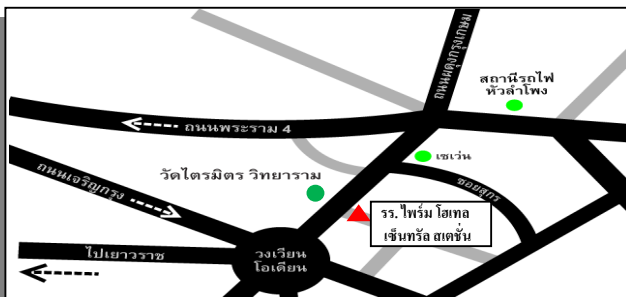 ถนนผดุงกรุงเกษม
สถานีรถไฟ
หัวลำโพง
ถนนพระราม 4
เซเว่น
ถนนเจริญกรุง
วัดไตรมิตร วิทยาราม
ซอยสุกร
รร. ไพร์ม โฮเทล
เซ็นทรัล สเตชั่น
ไปเยาวราช
วงเวียน
โอเดียน